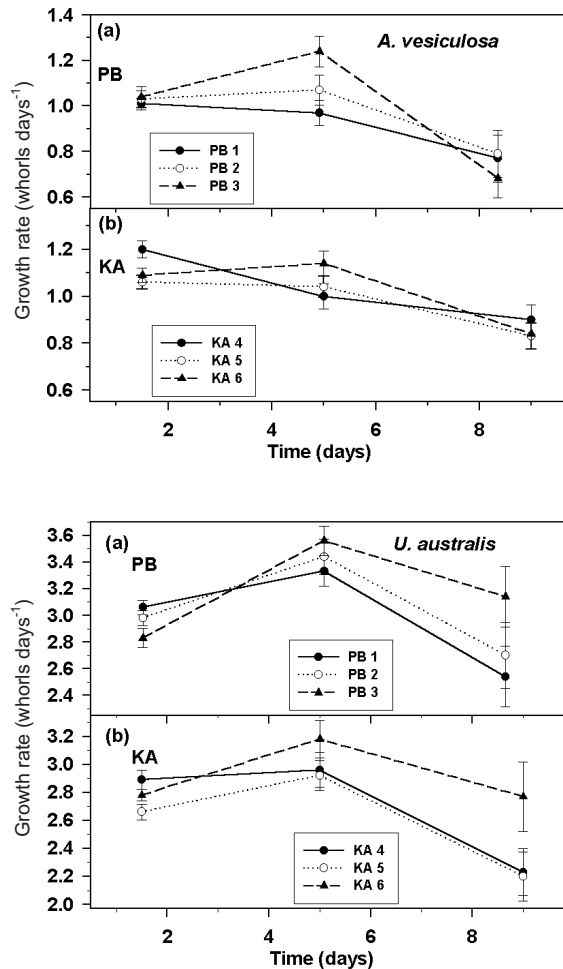 (a)
A. vesiculosa
PB
1.4
1.2
1.0
0.8
0.6
PB 1
PB 2
PB 3
(b)
KA
1.2
1.0
0.8
0.6
KA 4
KA 5
KA 6
Growth rate (whorls days-1)
2 4 6 8
Time (days)
(a)
U. australis
PB
3.6
3.4
3.2
3.0
2.8
2.6
2.4
PB 1
PB 2
PB 3
(b)
KA
3.2
3.0
2.8
2.6
2.4
2.2
2.0
KA 4
KA 5
KA 6
Growth rate (whorls days-1)
2 4 6 8
Time (days)